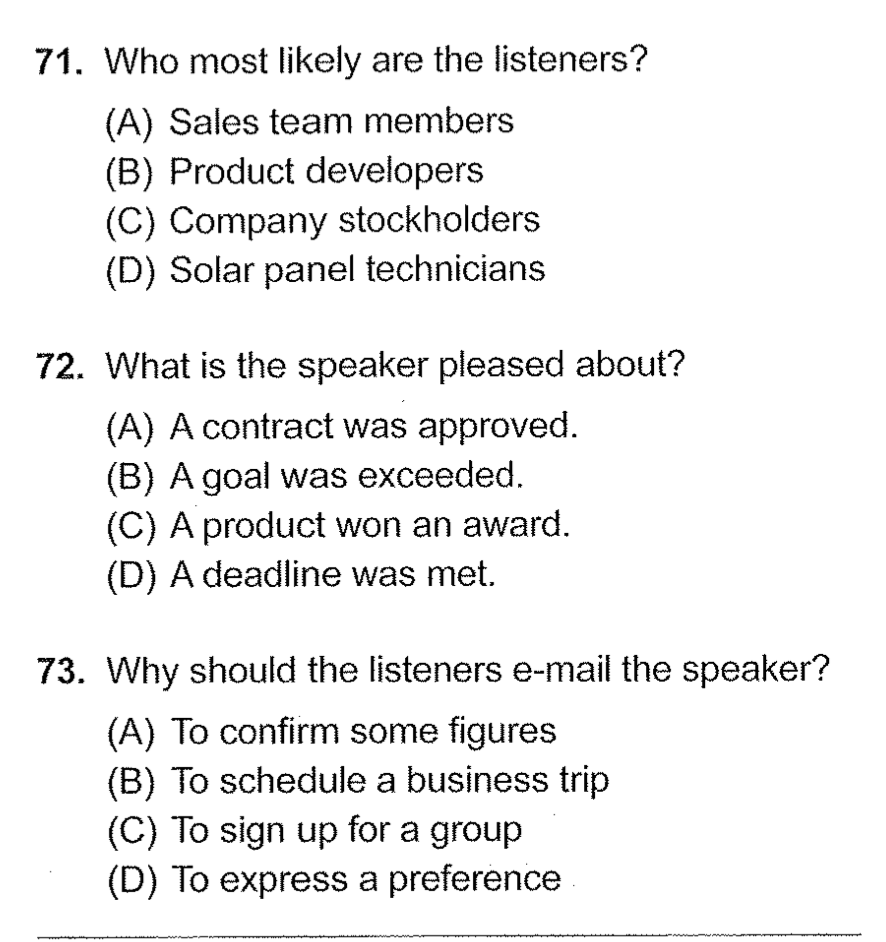 71. Who most likely are the listeners?
(A) Sales team members
(B) Product developers
(C) Company stockholders
(D) Solar panel technicians
72. What is the speaker pleased about?
(A) A contract was approved.
(B) A goal was exceeded.
(C) A product won an award.
(D) A deadline was met.
73. Why should the listeners e-mail the speaker?
(A) To confirm some figures
(B) To schedule a business trip
(C) To sign up for a group
(D) To express a preference